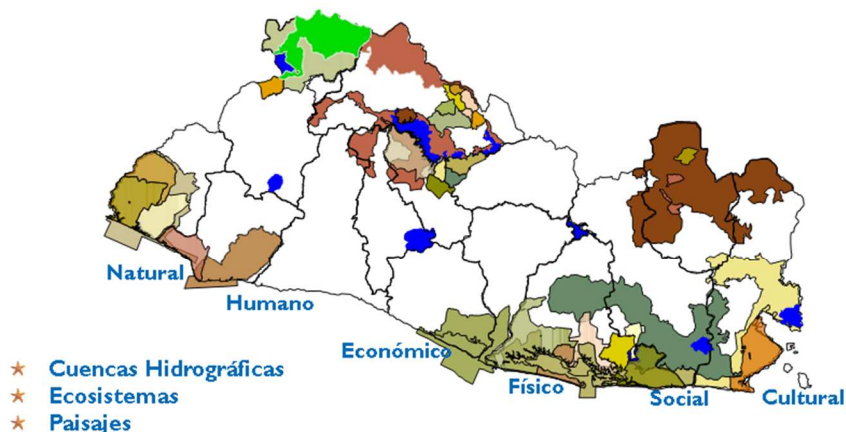 Natural
Humano
Económico
Físico
Social
Cultural
Cuencas Hidrográficas
Ecosistemas
Paisajes